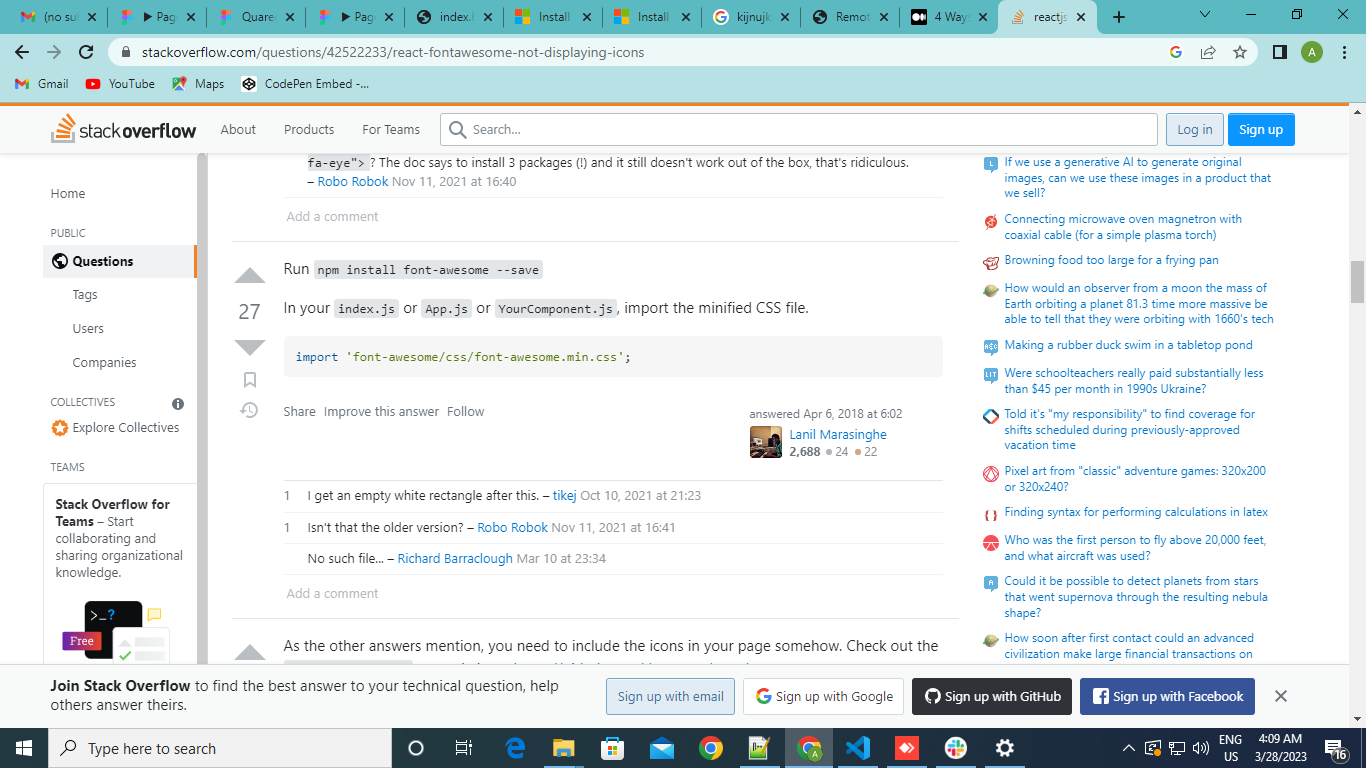 (no sul
Page
Quare
Page
index.h
Install
Install
kijnujk
Remot
4 Ways
reactjs
stackoverflow.com/questions/42522233/react-fontawesome-not-displaying-icons
A
Gmail
YouTube
Maps
CodePen Embed -...
stack overflow
About
Products
For Teams
Search...
Log in
Sign up
Home
PUBLIC
Questions
Tags
Users
Companies
COLLECTIVES
Explore Collectives
TEAMS
Stack Overflow for
Teams – Start
collaborating and
sharing organizational
knowledge.
>_?
Free
fa-eye"> ? The doc says to install 3 packages (!) and it still doesn't work out of the box, that's ridiculous.
– Robo Robok Nov 11, 2021 at 16:40
Add a comment
27
Run npm install font-awesome --save
In your index.js or App.js or YourComponent.js, import the minified CSS file.
import 'font-awesome/css/font-awesome.min.css';
Share Improve this answer Follow
answered Apr 6, 2018 at 6:02
Lanil Marasinghe
2,688 24 22
1 I get an empty white rectangle after this. – tikej Oct 10, 2021 at 21:23
1 Isn't that the older version? – Robo Robok Nov 11, 2021 at 16:41
No such file... – Richard Barraclough Mar 10 at 23:34
Add a comment
As the other answers mention, you need to include the icons in your page somehow. Check out the
If we use a generative AI to generate original
images, can we use these images in a product that
we sell?
Connecting microwave oven magnetron with
coaxial cable (for a simple plasma torch)
Browning food too large for a frying pan
How would an observer from a moon the mass of
Earth orbiting a planet 81.3 time more massive be
able to tell that they were orbiting with 1660's tech
Making a rubber duck swim in a tabletop pond
Were schoolteachers really paid substantially less
than $45 per month in 1990s Ukraine?
Told it's "my responsibility" to find coverage for
shifts scheduled during previously-approved
vacation time
Pixel art from "classic" adventure games: 320x200
or 320x240?
Finding syntax for performing calculations in latex
Who was the first person to fly above 20,000 feet,
and what aircraft was used?
Could it be possible to detect planets from stars
that went supernova through the resulting nebula
shape?
How soon after first contact could an advanced
civilization make large financial transactions on
Join Stack Overflow to find the best answer to your technical question, help
others answer theirs.
Sign up with email
Sign up with Google
Sign up with GitHub
Sign up with Facebook
Type here to search
ENG
US
4:09 AM
3/28/2023
16